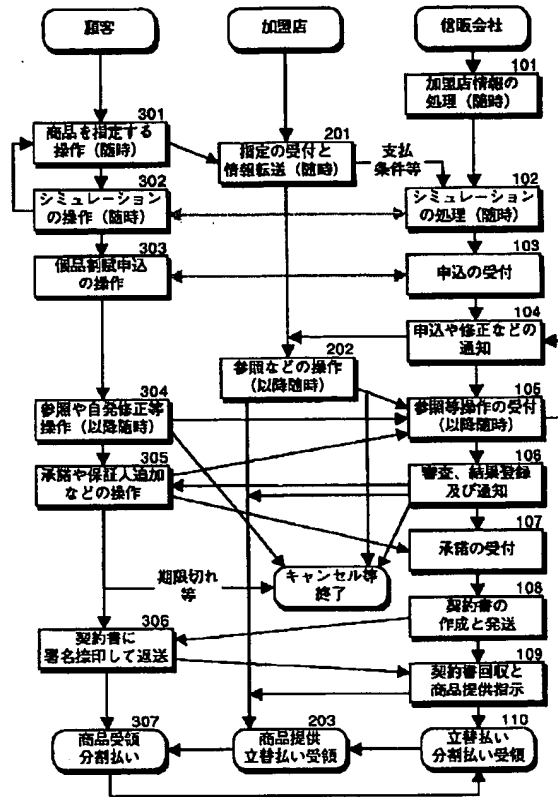 顧客
加盟店
信販会社
101
加盟店情報の
処理（随時）
301
商品を指定する
操作（随時）
201
指定の受付と
情報転送（随時）
支払
条件等
302
シミュレーション
の操作（随時）
102
シミュレーション
の処理（随時）
303
個品割賦申込
の操作
103
申込の受付
104
申込や修正などの
通知
202
参照などの操作
（以降随時）
304
参照や自発修正等
操作（以降随時）
105
参照等操作の受付
（以降随時）
305
承諾や保証人追加
などの操作
106
審査、結果登録
及び通知
107
承諾の受付
期限切れ
等
キャンセル等
終了
108
契約書の
作成と発送
306
契約書に
署名捺印して返送
109
契約書回収と
商品提供指示
307
商品受領
分割払い
203
商品提供
立替払い受領
110
立替払い
分割払い受領